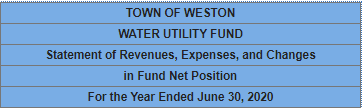 TOWN OF WESTON
WATER UTILITY FUND
Statement of Revenues, Expenses, and Changes
in Fund Net Position
For the Year Ended June 30, 2020